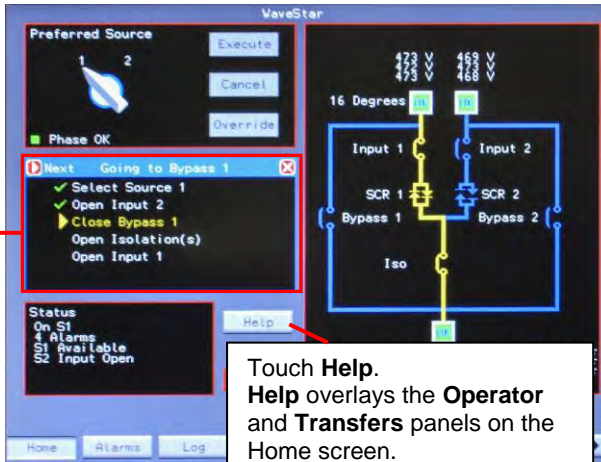 WaveStar
Preferred Source
1 2
Execute
Cancel
Override
Phase OK
Next Going to Bypass 1
Select Source 1
Open Input 2
Close Bypass 1
Open Isolation(s)
Open Input 1
Status
On S1
4 Alarms
S1 Available
S2 Input Open
Help
Home
Alarms
Log
473 V 469 V
472 V 473 V
473 V 468 V
16 Degrees
OK
OK
Input 1
Input 2
SCR 1
SCR 2
Bypass 1
Bypass 2
Iso
OK
Touch Help.
Help overlays the Operator
and Transfers panels on the
Home screen.